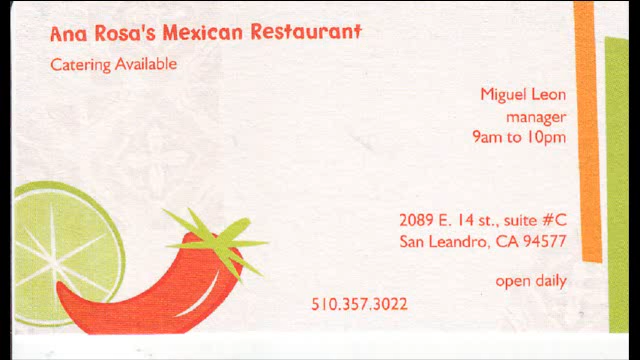 Ana Rosa's Mexican Restaurant
Catering Available
Miguel Leon
manager
9am to 10pm
2089 E. 14 st., suite #C
San Leandro, CA 94577
open daily
510.357.3022